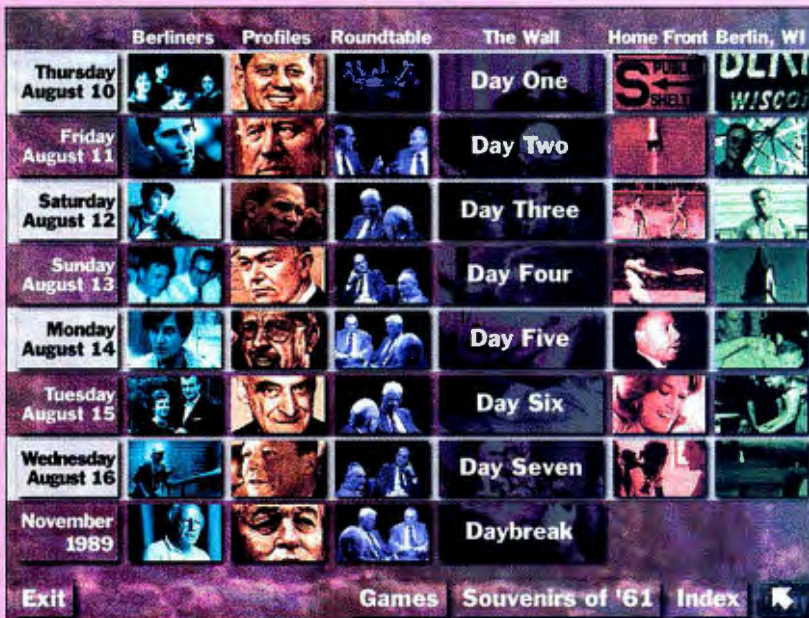 Berliners Profiles Roundtable The Wall Home Front Berlin, WI
Thursday
August 10
Day One
Friday
August 11
Day Two
Saturday
August 12
Day Three
Sunday
August 13
Day Four
Monday
August 14
Day Five
Tuesday
August 15
Day Six
Wednesday
August 16
Day Seven
November
1989
Daybreak
Exit Games Souvenirs of '61 Index